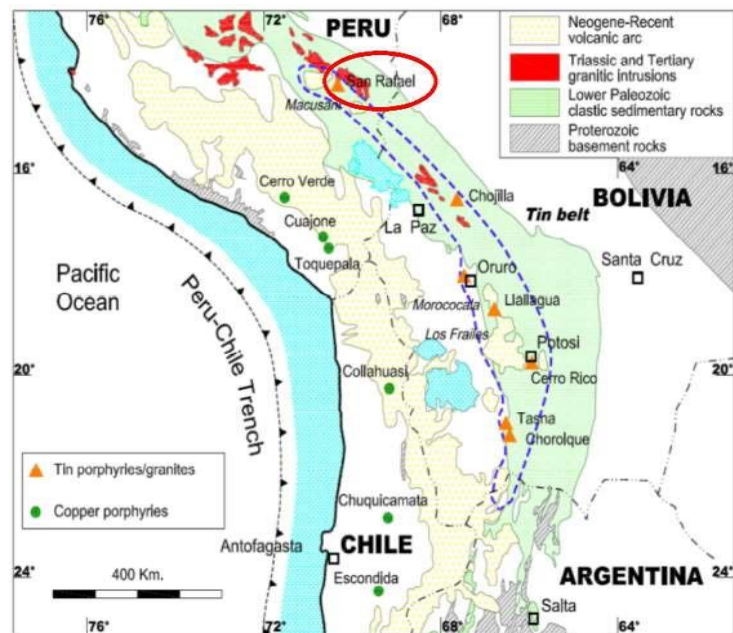 76°
72°
PERU
68°
Neogene-Recent
volcanic arc
Triassic and Tertiary
granitic intrusions
Lower Paleozoic
clastic sedimentary rocks
Proterozoic
basement rocks
San Rafael
Macusani
16°
64°
16°
Cerro Verde
Chojilla
BOLIVIA
Cuajone
La Paz
Tin belt
Toquepala
Santa Cruz
Pacific
Ocean
Oruro
Morococala
Llallagua
Peru-Chile Trench
Los Frailes
Potosi
20°
Collahuasi
Cerro Rico
20°
Tasna
Chorolque
Tin porphyries/granites
Copper porphyries
Chuquicamata
Antofagasta
CHILE
24°
400 Km.
Escondida
ARGENTINA
24°
Salta
76°
68°
64°